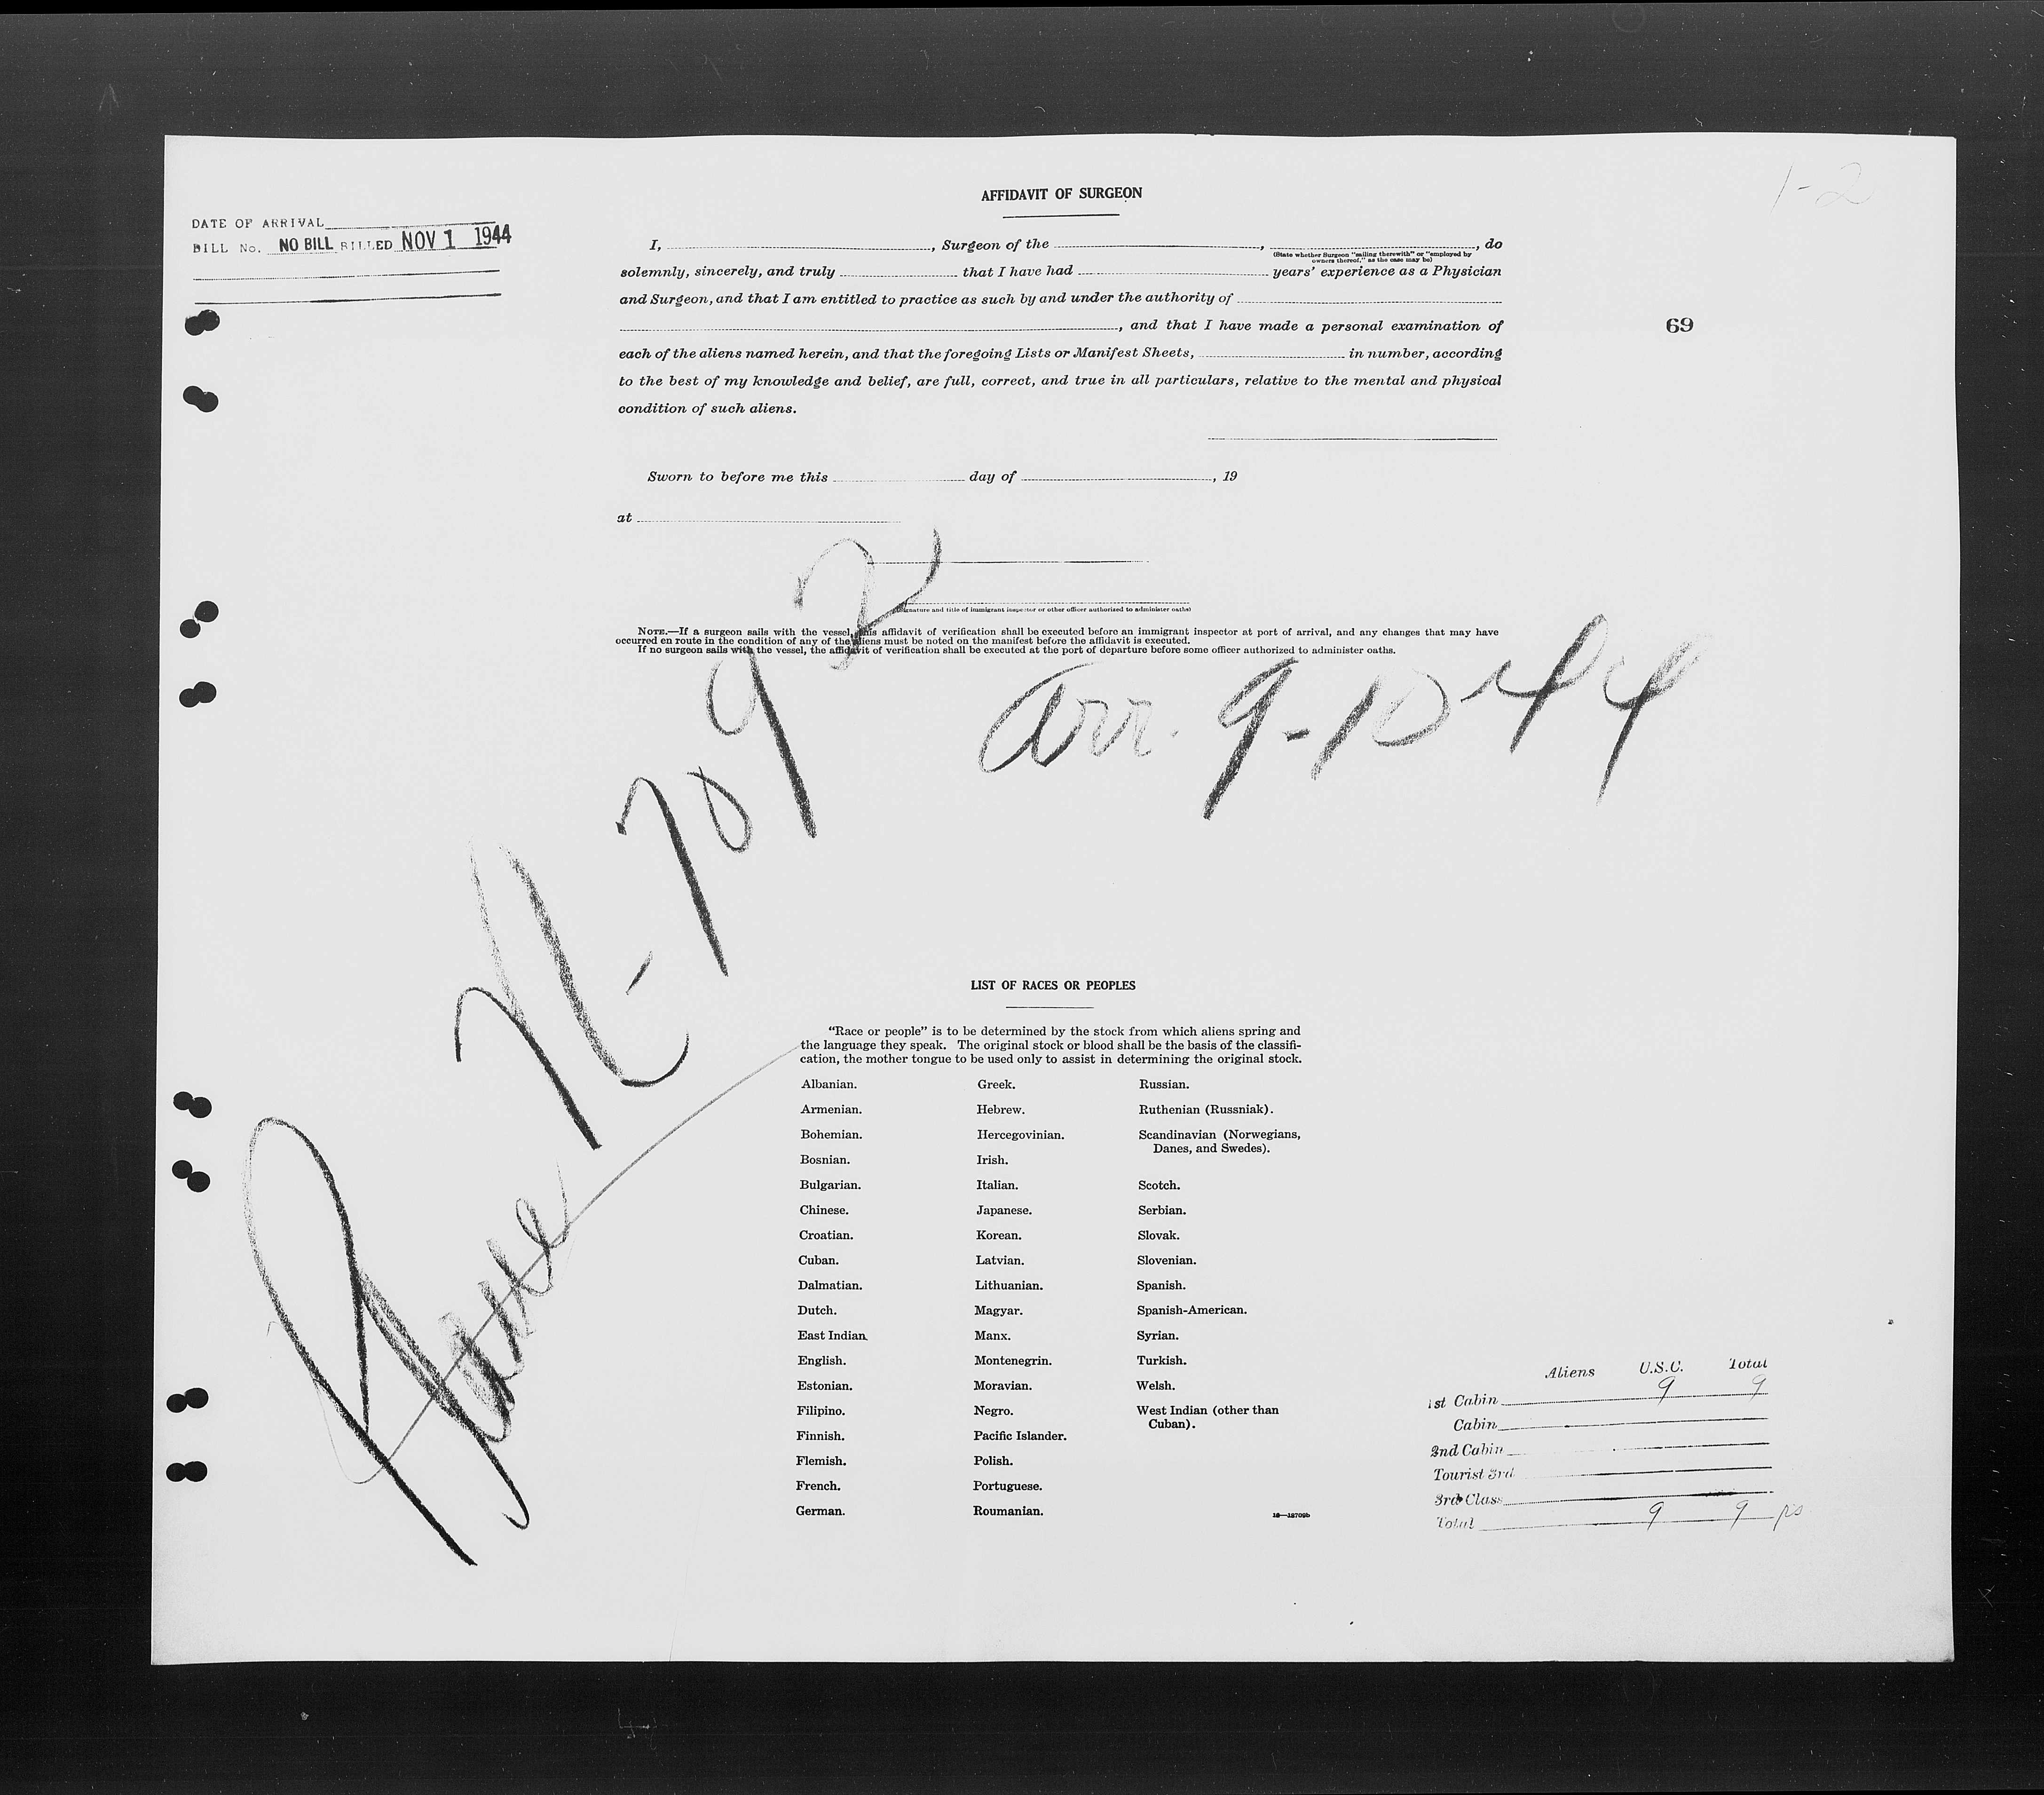 1-2
AFFIDAVIT OF SURGEON
DATE OF ARRIVAL
BILL No. NO BILL BILLED NOV 1 1944
I, , Surgeon of the , , do
(State whether Surgeon "sailing therewith" or "employed by
owners thereof," as the case may be)
solemnly, sincerely, and truly that I have had years' experience as a Physician
and Surgeon, and that I am entitled to practice as such by and under the authority of
, and that I have made a personal examination of
69
each of the aliens named herein, and that the foregoing Lists or Manifest Sheets, in number, according
to the best of my knowledge and belief, are full, correct, and true in all particulars, relative to the mental and physical
condition of such aliens.
Sworn to before me this day of , 19
at
(Signature and title of immigrant inspector or other officer authorized to administer oaths)
NOTE.—If a surgeon sails with the vessel, this affidavit of verification shall be executed before an immigrant inspector at port of arrival, and any changes that may have
occurred en route in the condition of any of the aliens must be noted on the manifest before the affidavit is executed.
If no surgeon sails with the vessel, the affidavit of verification shall be executed at the port of departure before some officer authorized to administer oaths.
Arr. 9-10-44
Plane
7092
LIST OF RACES OR PEOPLES
"Race or people" is to be determined by the stock from which aliens spring and
the language they speak. The original stock or blood shall be the basis of the classifi-
cation, the mother tongue to be used only to assist in determining the original stock.
Albanian.
Armenian.
Bohemian.
Bosnian.
Bulgarian.
Chinese.
Croatian.
Cuban.
Dalmatian.
Dutch.
East Indian.
English.
Estonian.
Filipino.
Finnish.
Flemish.
French.
German.
Greek.
Hebrew.
Hercegovinian.
Irish.
Italian.
Japanese.
Korean.
Latvian.
Lithuanian.
Magyar.
Manx.
Montenegrin.
Moravian.
Negro.
Pacific Islander.
Polish.
Portuguese.
Roumanian.
Russian.
Ruthenian (Russniak).
Scandinavian (Norwegians,
Danes, and Swedes).
Scotch.
Serbian.
Slovak.
Slovenian.
Spanish.
Spanish-American.
Syrian.
Turkish.
Welsh.
West Indian (other than
Cuban).
Aliens U.S.C. Total
1st Cabin 9 9
Cabin
2nd Cabin
Tourist 3rd
3rd Class
Total 9 9